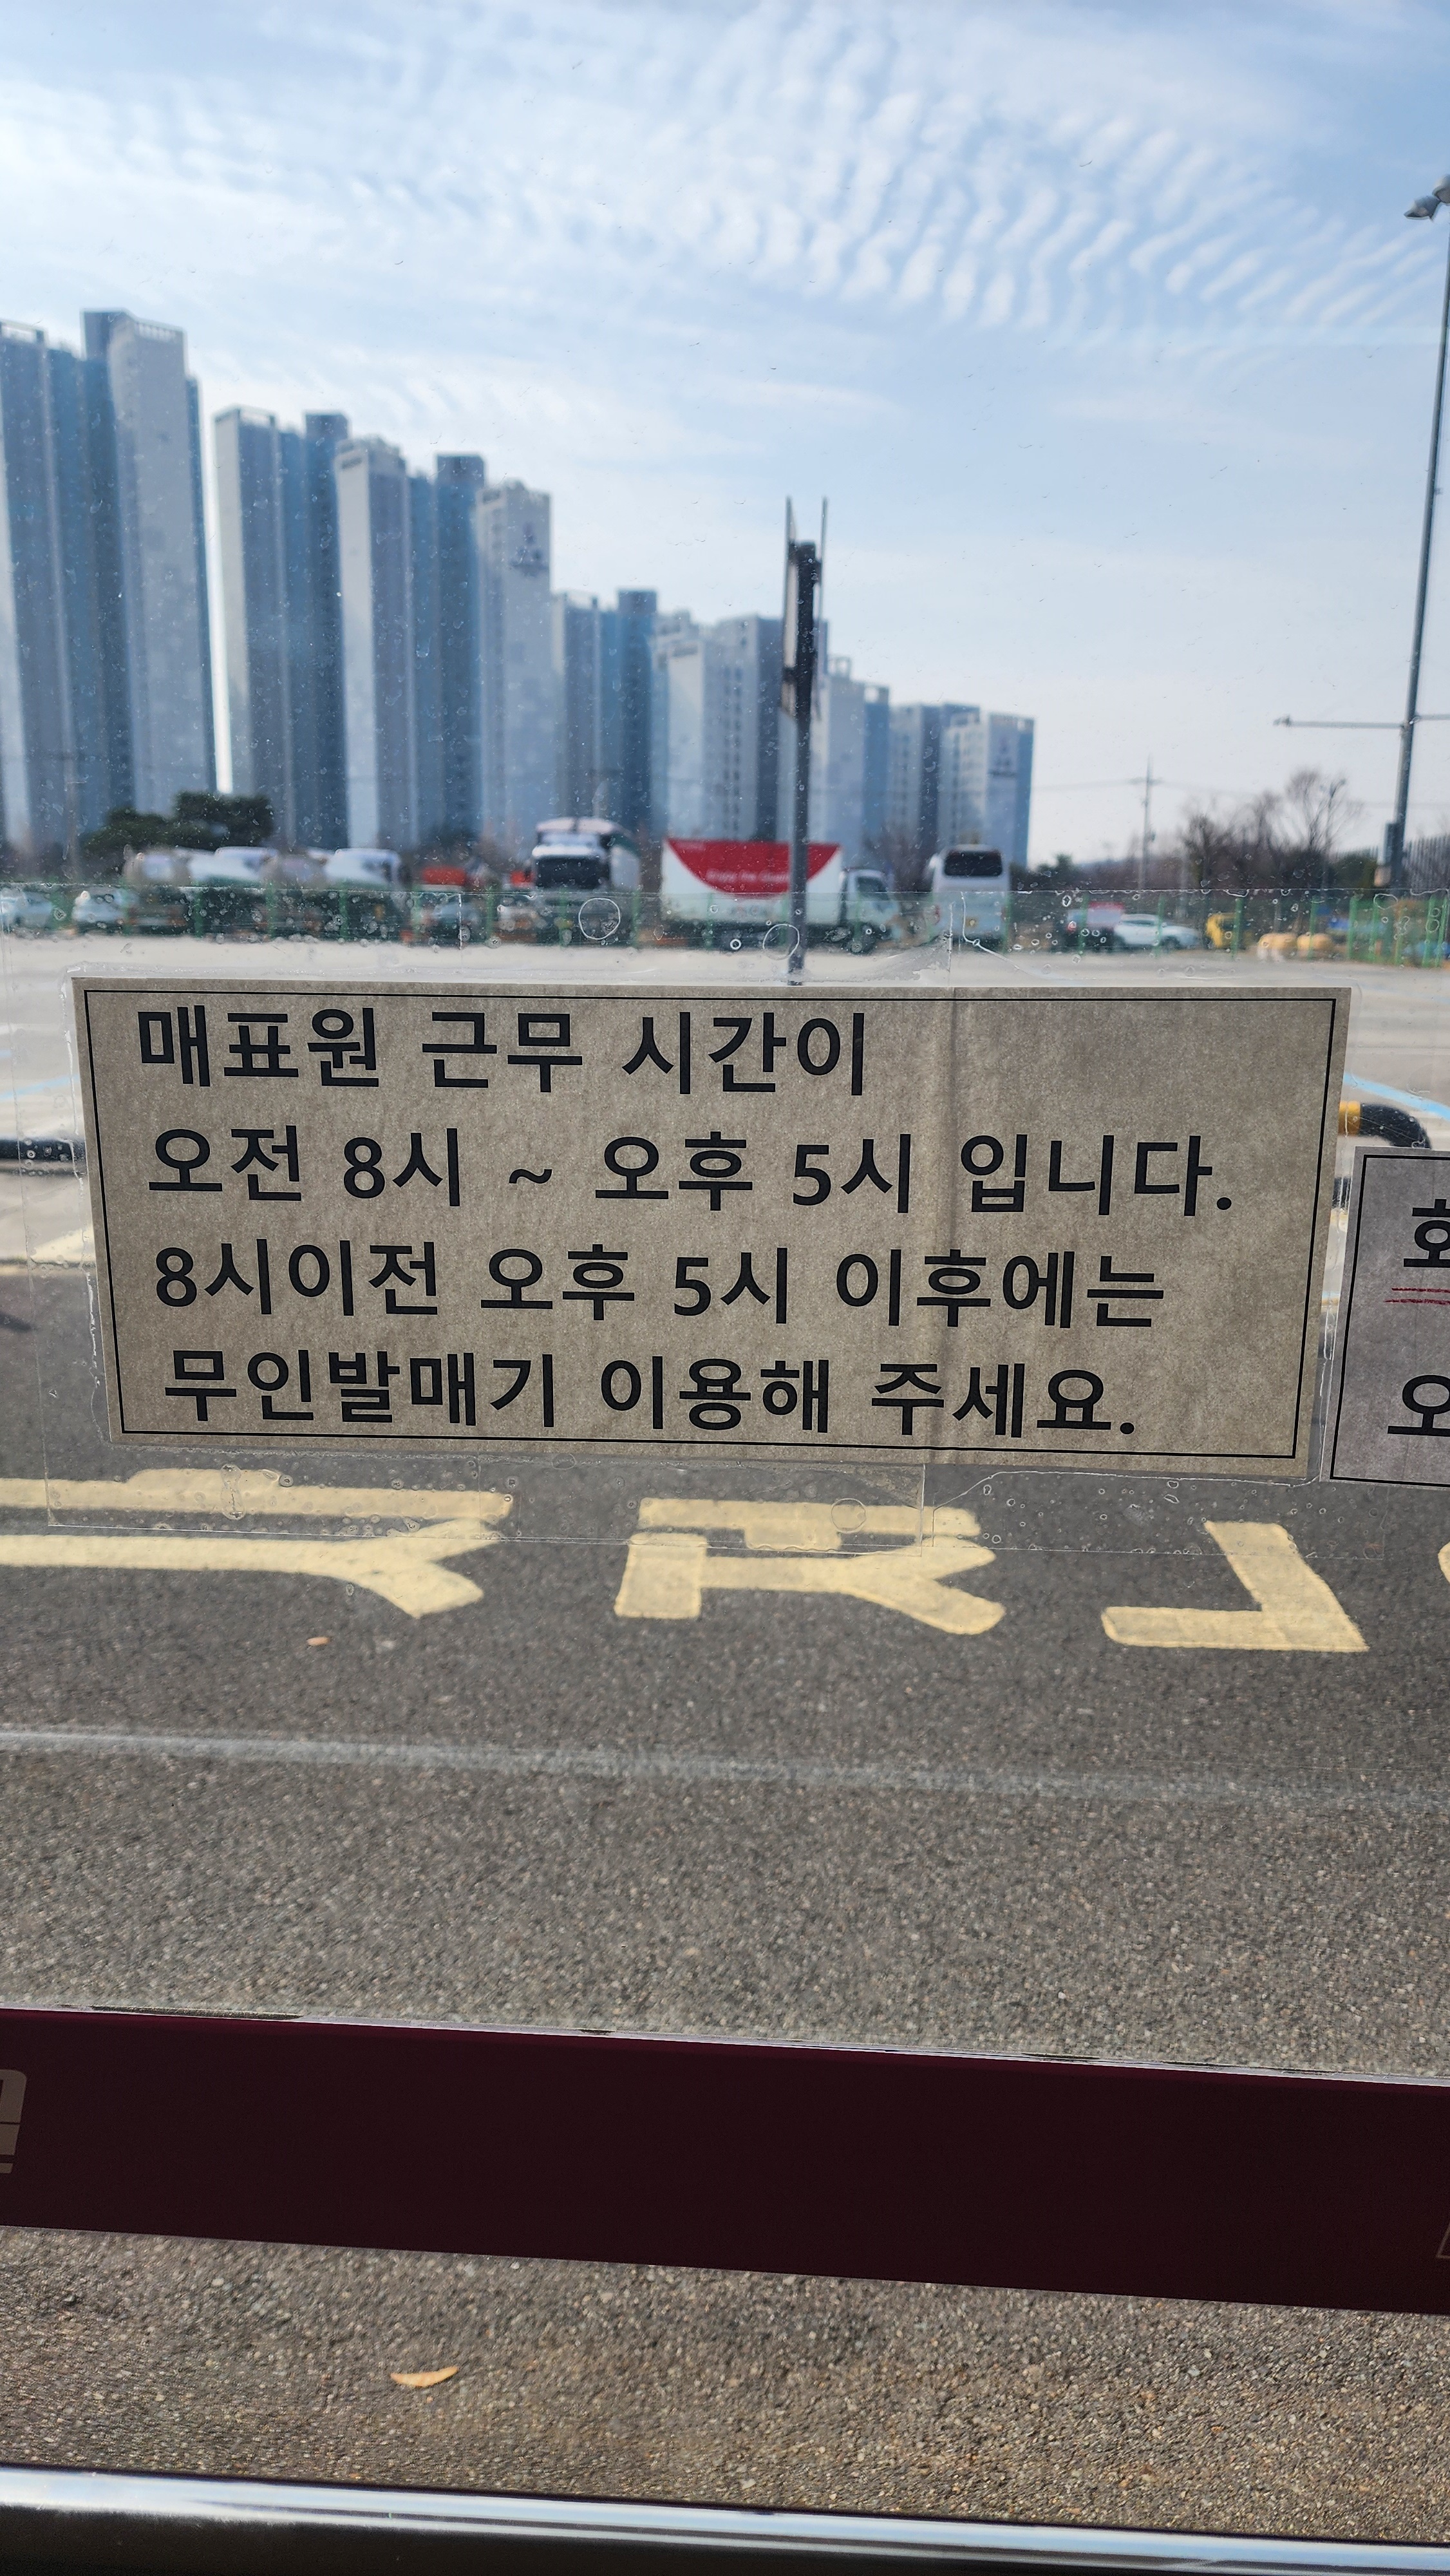 매표원 근무 시간이
오전 8시 ~ 오후 5시 입니다.
8시이전 오후 5시 이후에는
무인발매기 이용해 주세요.